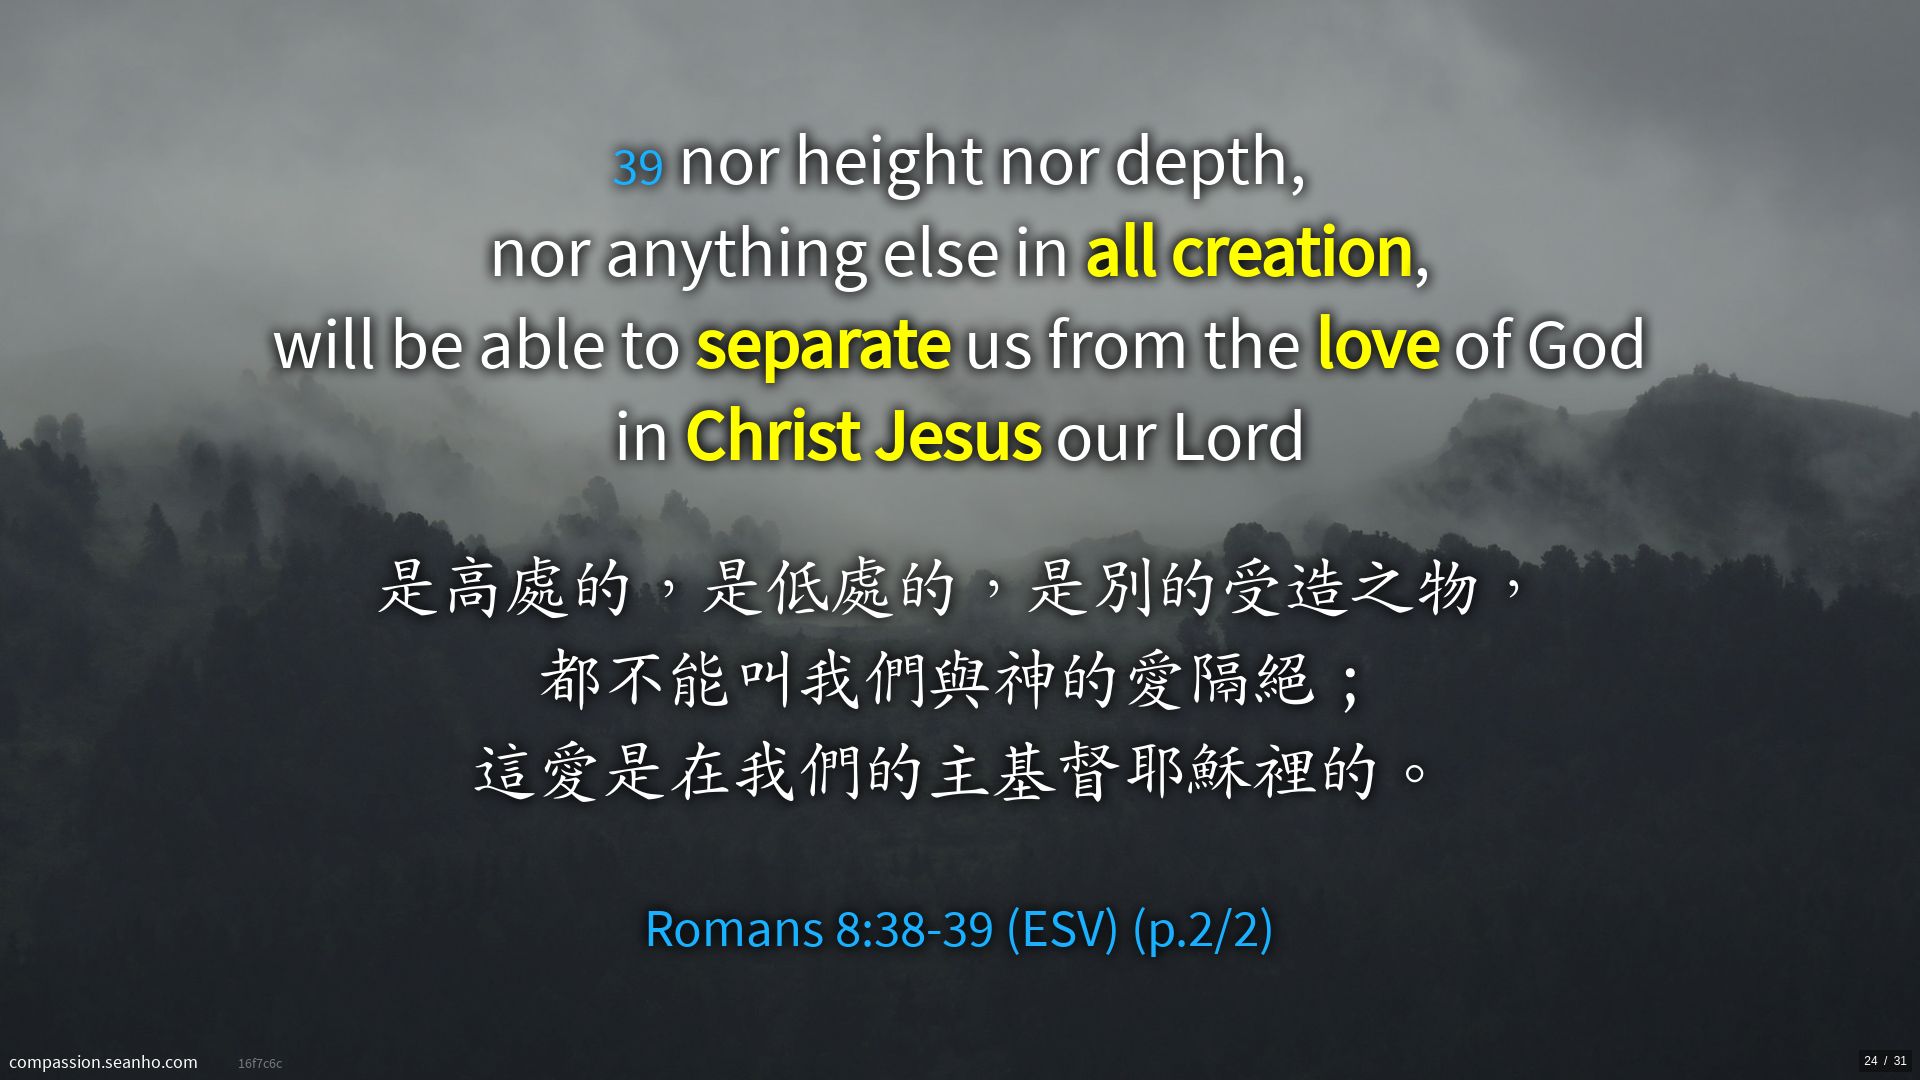 39 nor height nor depth,
nor anything else in all creation,
will be able to separate us from the love of God
in Christ Jesus our Lord
是高處的，是低處的，是別的受造之物，
都不能叫我們與神的愛隔絕；
這愛是在我們的主基督耶穌裡的。
Romans 8:38-39 (ESV) (p.2/2)
compassion.seanho.com 16f7c6c
24 / 31